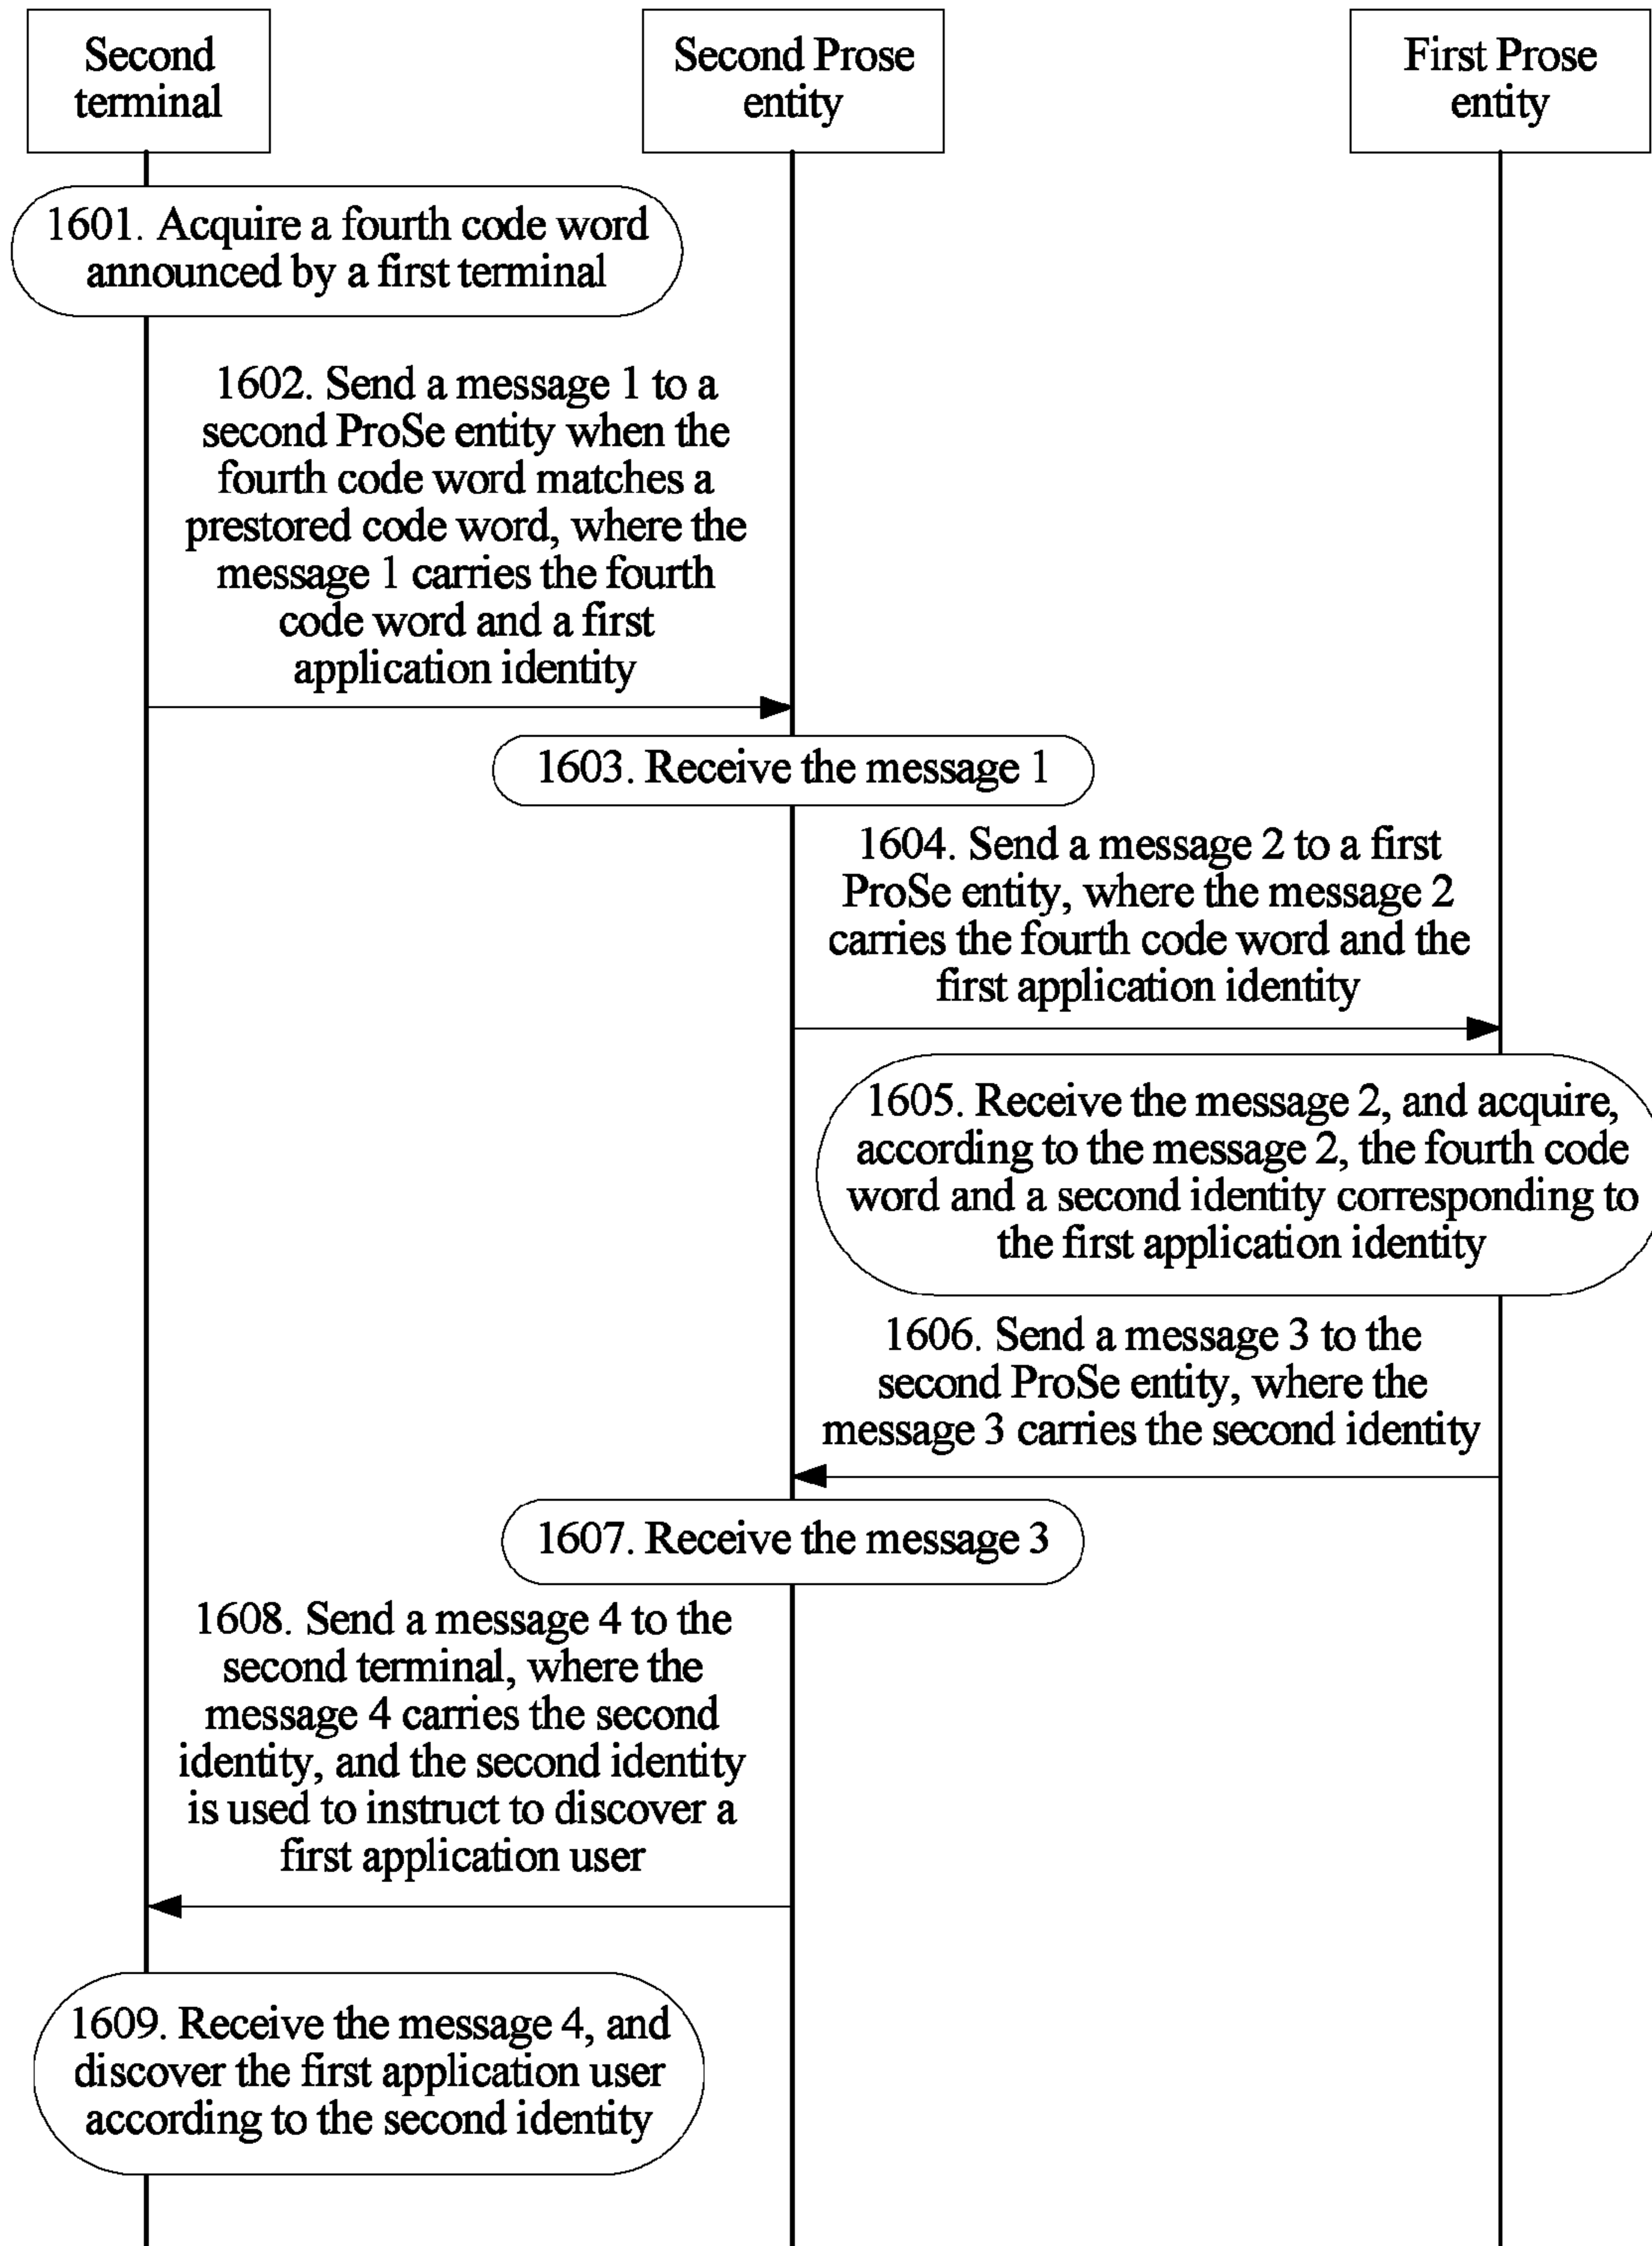 Second
terminal
Second Prose
entity
First Prose
entity
1601. Acquire a fourth code word
announced by a first terminal
1602. Send a message 1 to a
second ProSe entity when the
fourth code word matches a
prestored code word, where the
message 1 carries the fourth
code word and a first
application identity
1603. Receive the message 1
1604. Send a message 2 to a first
ProSe entity, where the message 2
carries the fourth code word and the
first application identity
1605. Receive the message 2, and acquire,
according to the message 2, the fourth code
word and a second identity corresponding to
the first application identity
1606. Send a message 3 to the
second ProSe entity, where the
message 3 carries the second identity
1607. Receive the message 3
1608. Send a message 4 to the
second terminal, where the
message 4 carries the second
identity, and the second identity
is used to instruct to discover a
first application user
1609. Receive the message 4, and
discover the first application user
according to the second identity